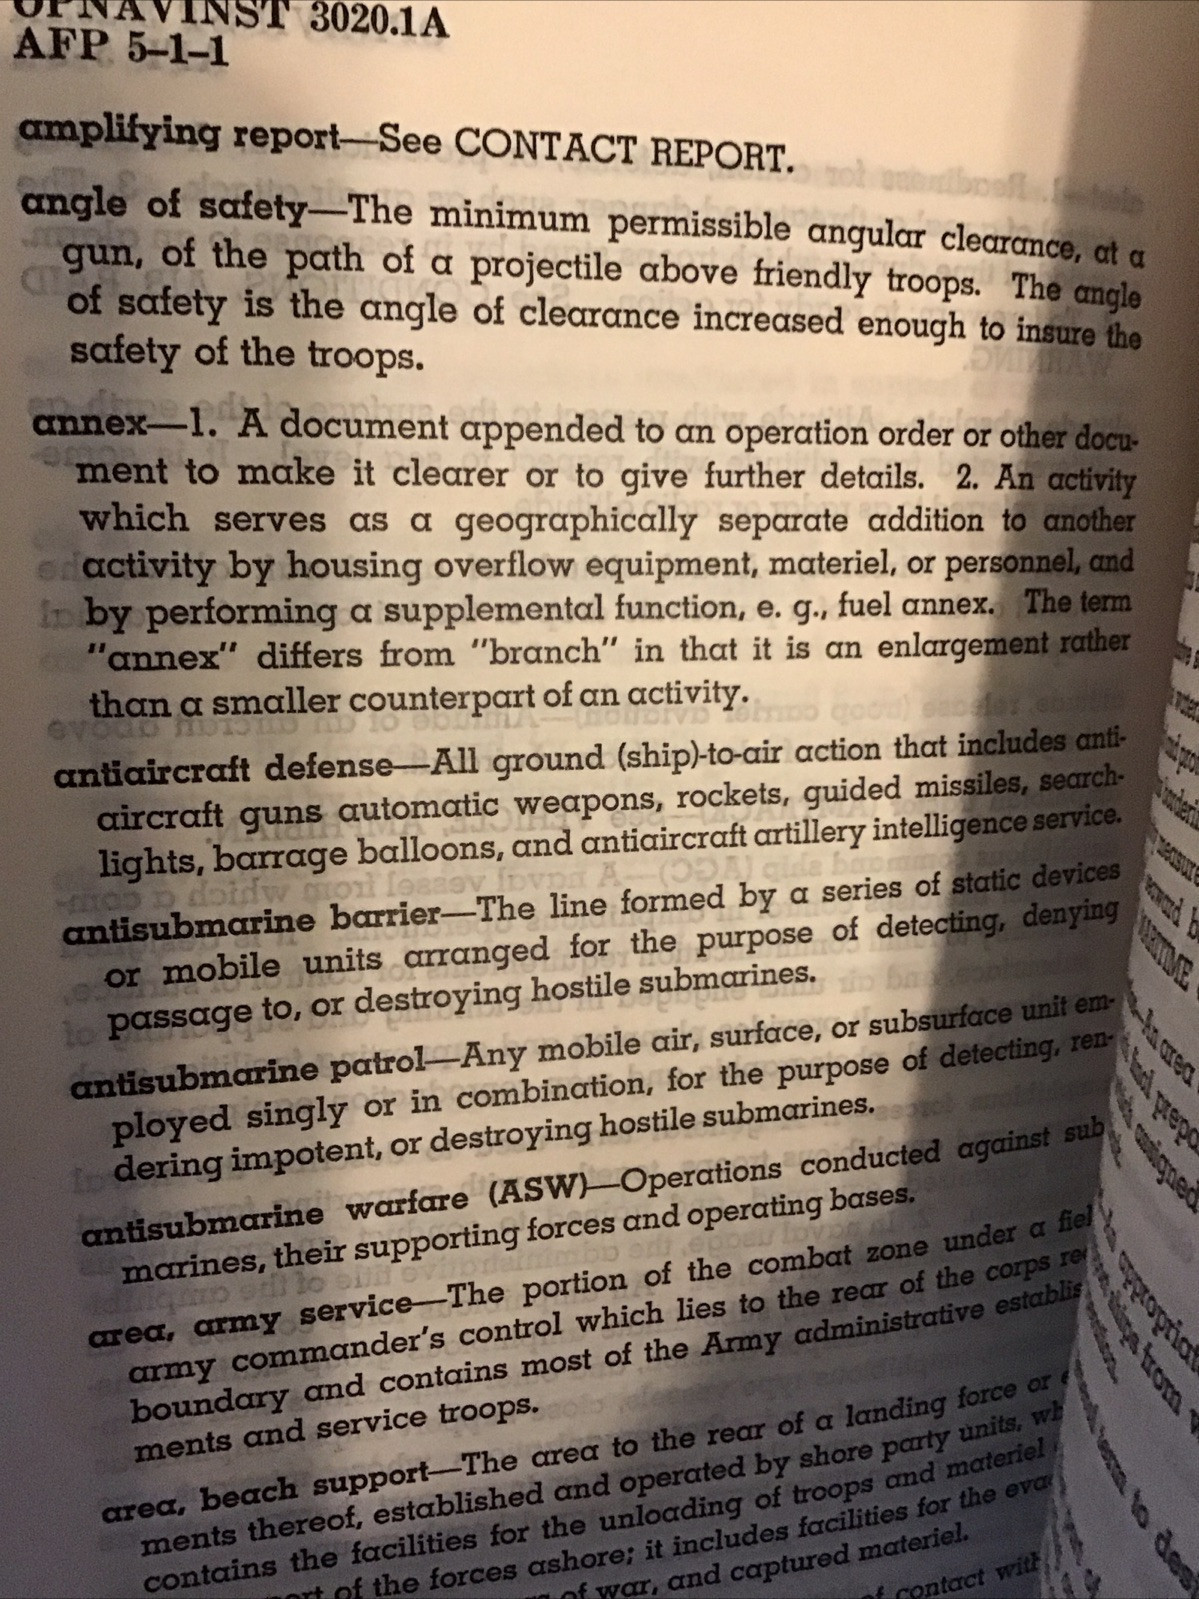 OPNAVINST 3020.1A
AFP 5-1-1
amplifying report—See CONTACT REPORT.
angle of safety—The minimum permissible angular clearance, at a
gun, of the path of a projectile above friendly troops. The angle
of safety is the angle of clearance increased enough to insure the
safety of the troops.
annex—1. A document appended to an operation order or other docu-
ment to make it clearer or to give further details. 2. An activity
which serves as a geographically separate addition to another
activity by housing overflow equipment, materiel, or personnel, and
by performing a supplemental function, e. g., fuel annex. The term
"annex" differs from "branch" in that it is an enlargement rather
than a smaller counterpart of an activity.
antiaircraft defense—All ground (ship)-to-air action that includes anti-
aircraft guns automatic weapons, rockets, guided missiles, search-
lights, barrage balloons, and antiaircraft artillery intelligence service.
antisubmarine barrier—The line formed by a series of static devices
or mobile units arranged for the purpose of detecting, denying
passage to, or destroying hostile submarines.
antisubmarine patrol—Any mobile air, surface, or subsurface unit em-
ployed singly or in combination, for the purpose of detecting, ren-
dering impotent, or destroying hostile submarines.
antisubmarine warfare (ASW)—Operations conducted against sub
marines, their supporting forces and operating bases.
area, army service—The portion of the combat zone under a fiel
army commander's control which lies to the rear of the corps re
boundary and contains most of the Army administrative establis
ments and service troops.
area, beach support—The area to the rear of a landing force or
ments thereof, established and operated by shore party units, wh
contains the facilities for the unloading of troops and materiel
of the forces ashore; it includes facilities for the eva
of war, and captured materiel.
of contact with
MARITIME
An area
assigned
appropriat
ships from
to des